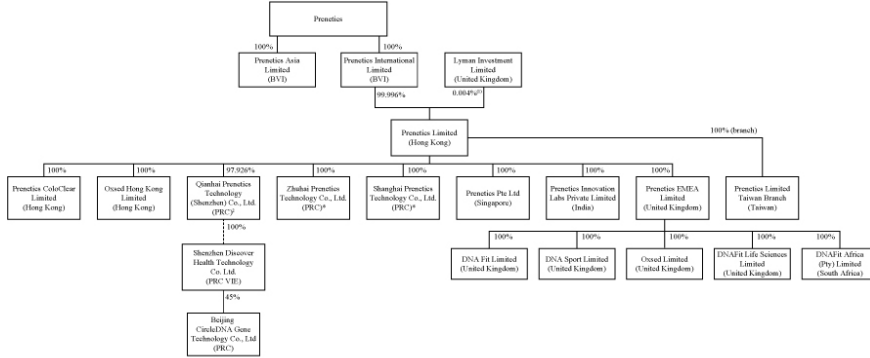 Prenetics
100%
100%
Prenetics Asia
Limited
(BVI)
Prenetics International
Limited
(BVI)
Lyman Investment
Limited
(United Kingdom)
99.996%
0.004%
Prenetics Limited
(Hong Kong)
100% (branch)
100%
100%
97.926%
100%
100%
100%
100%
100%
Prenetics ColoClear
Limited
(Hong Kong)
Oxsed Hong Kong
Limited
(Hong Kong)
Qianhai Prenetics
Technology
(Shenzhen) Co., Ltd.
(PRC)
Zhuhai Prenetics
Technology Co., Ltd.
(PRC)*
Shanghai Prenetics
Technology Co., Ltd.
(PRC)*
Prenetics Pte Ltd
(Singapore)
Prenetics Innovation
Labs Private Limited
(India)
Prenetics EMEA
Limited
(United Kingdom)
Prenetics Limited
Taiwan Branch
(Taiwan)
100%
Shenzhen Discover
Health Technology
Co. Ltd.
(PRC VIE)
45%
Beijing
CircleDNA Gene
Technology Co., Ltd
(PRC)
100%
100%
100%
100%
100%
DNA Fit Limited
(United Kingdom)
DNA Sport Limited
(United Kingdom)
Oxsed Limited
(United Kingdom)
DNAFit Life Sciences
Limited
(United Kingdom)
DNAFit Africa
(Pty) Limited
(South Africa)